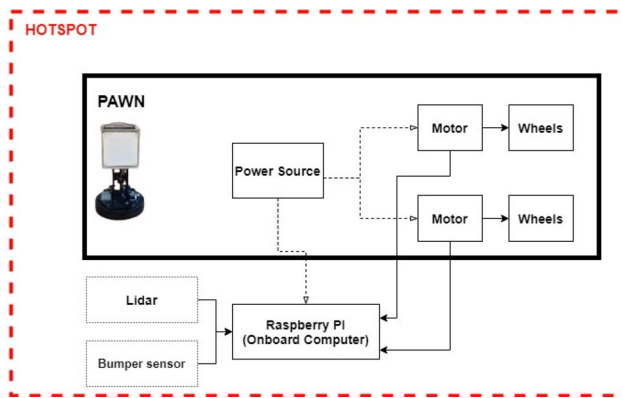 HOTSPOT
PAWN
Motor
Wheels
Power Source
Motor
Wheels
Lidar
Raspberry PI
(Onboard Computer)
Bumper sensor